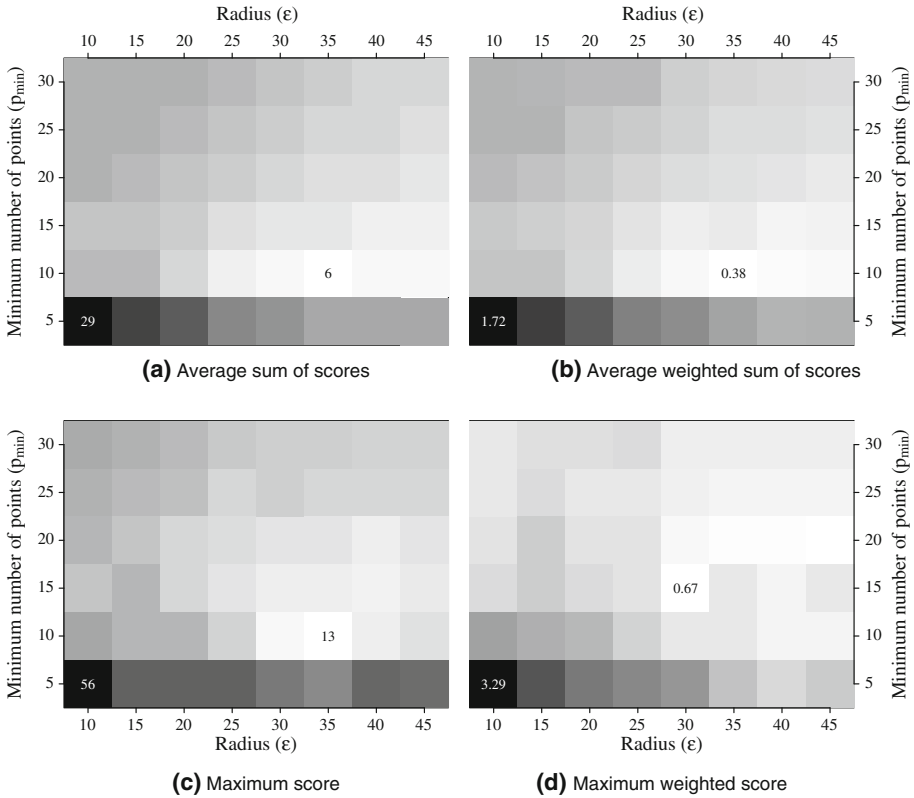 Radius (ε)
Radius (ε)
10 15 20 25 30 35 40 45
10 15 20 25 30 35 40 45
Minimum number of points (pmin)
30
25
20
15
10
5
6
29
30
25
20
15
10
5
Minimum number of points (pmin)
0.38
1.72
(a) Average sum of scores
(b) Average weighted sum of scores
Minimum number of points (pmin)
30
25
20
15
10
5
13
56
30
25
20
15
10
5
Minimum number of points (pmin)
0.67
3.29
10 15 20 25 30 35 40 45
10 15 20 25 30 35 40 45
Radius (ε)
Radius (ε)
(c) Maximum score
(d) Maximum weighted score